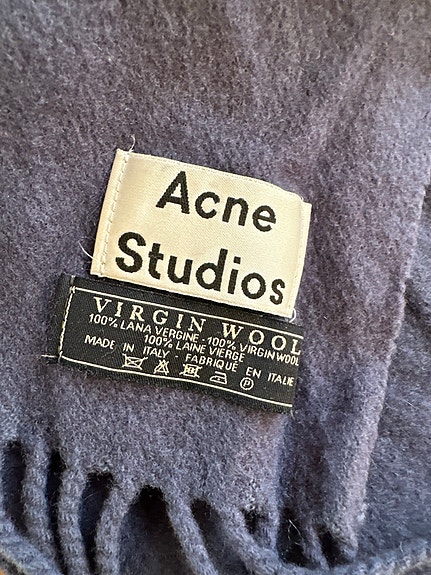 Acne
Studios
VIRGIN WOOL
100% LANA VERGINE - 100% VIRGIN WOOL
100% LAINE VIERGE
MADE IN ITALY - FABRIQUÉ EN ITALIE
P